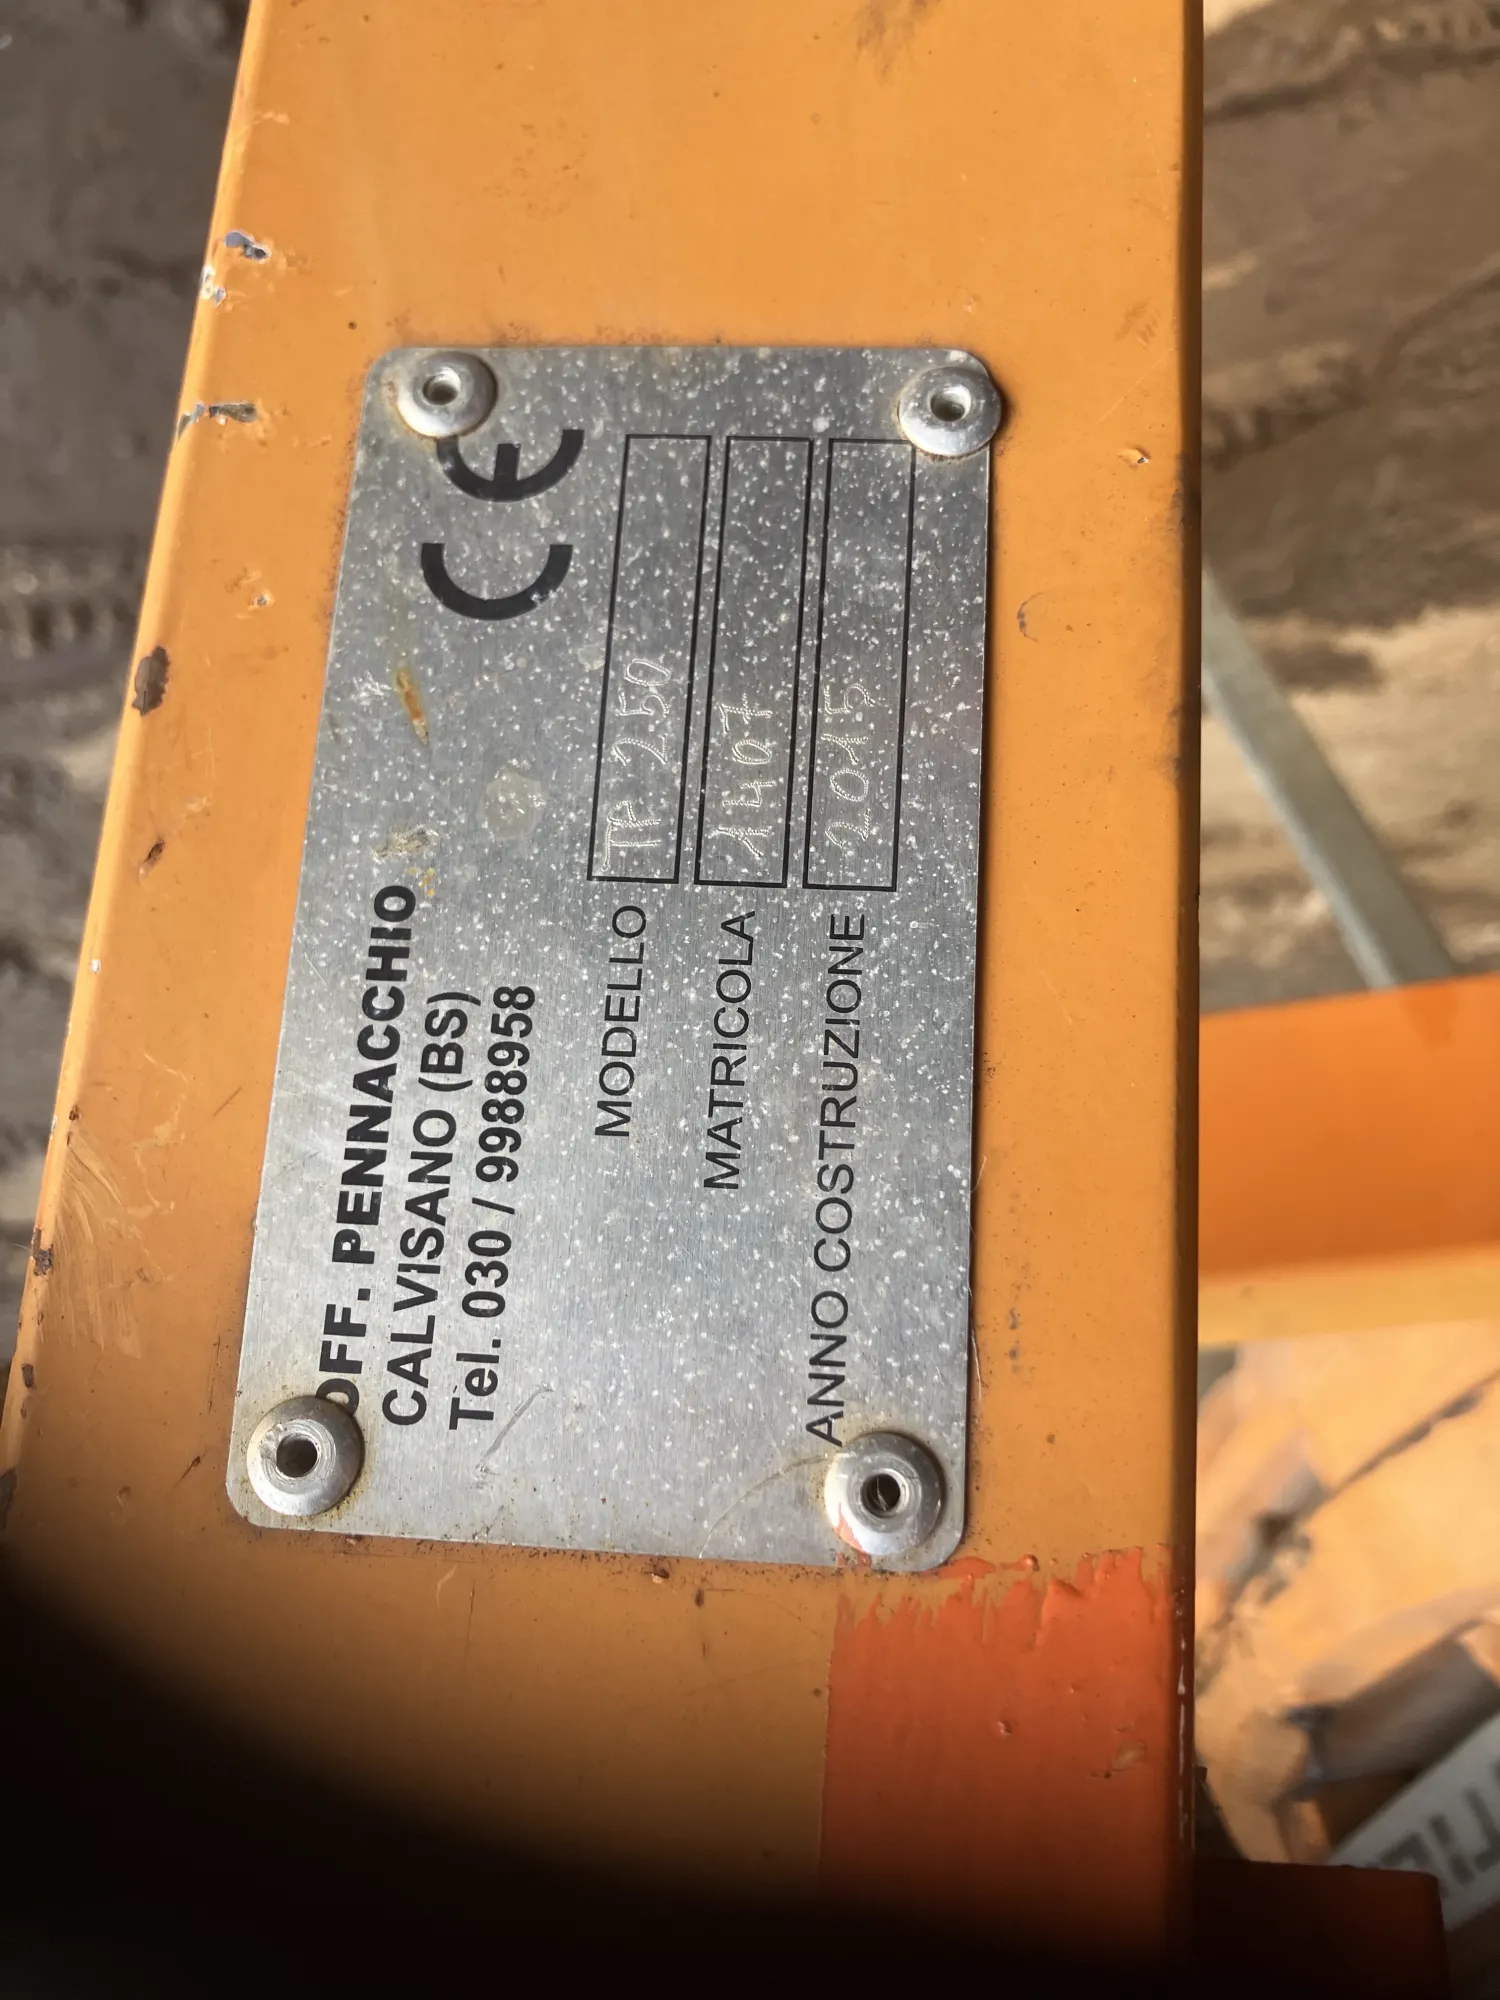 OFF. PENNACCHIO
CALVISANO (BS)
Tel. 030 / 9988958
CE
MODELLO TP 250
MATRICOLA 1407
ANNO COSTRUZIONE 2015